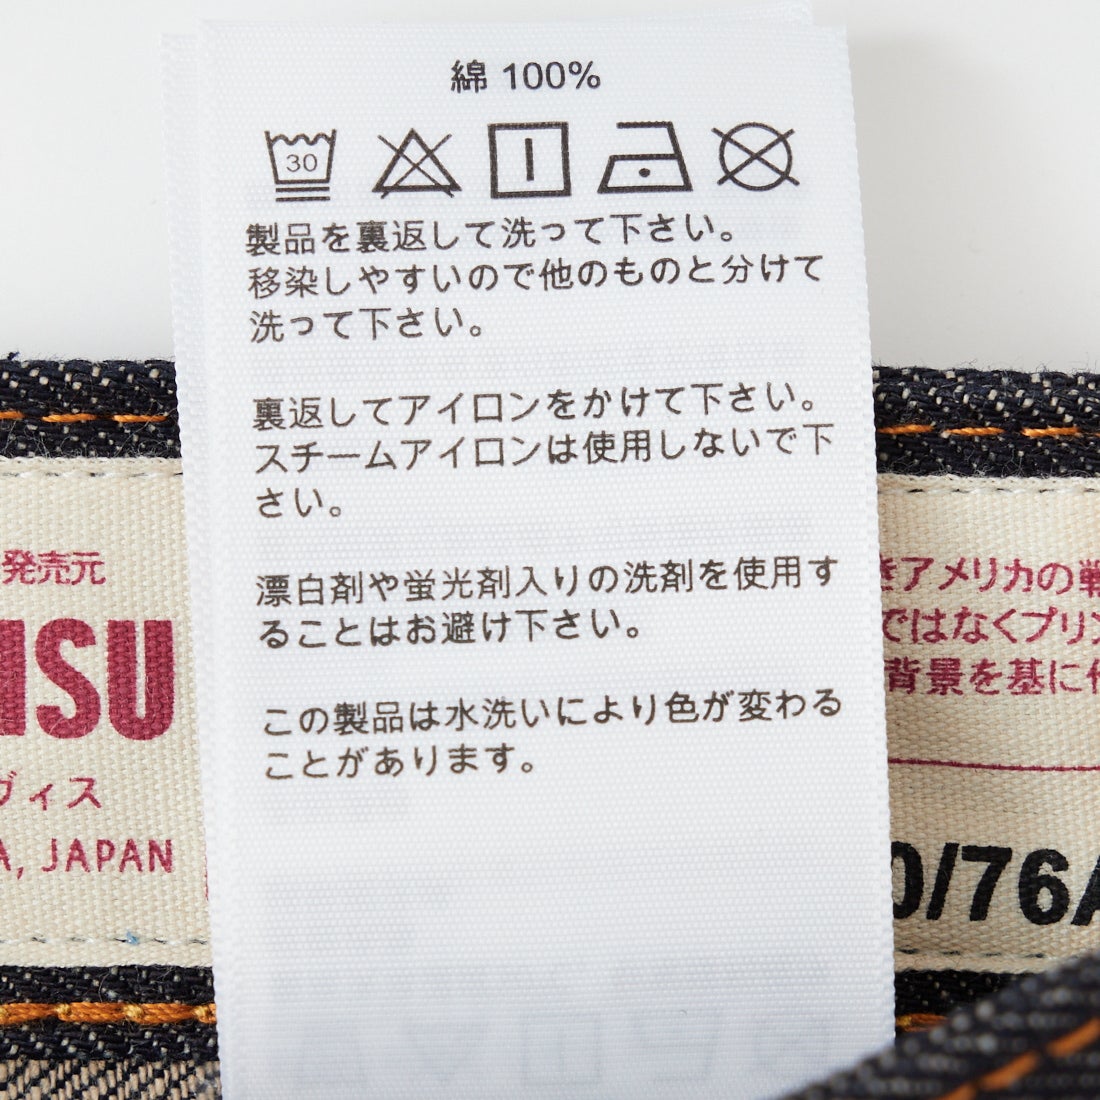 綿 100%
30
製品を裏返して洗って下さい。
移染しやすいので他のものと分けて
洗って下さい。
裏返してアイロンをかけて下さい。
スチームアイロンは使用しないで下
さい。
漂白剤や蛍光剤入りの洗剤を使用す
ることはお避け下さい。
この製品は水洗いにより色が変わる
ことがあります。
発売元
ISU
ヴィス
A, JAPAN
きアメリカの戦
ではなくプリン
背景を基に
0/76A